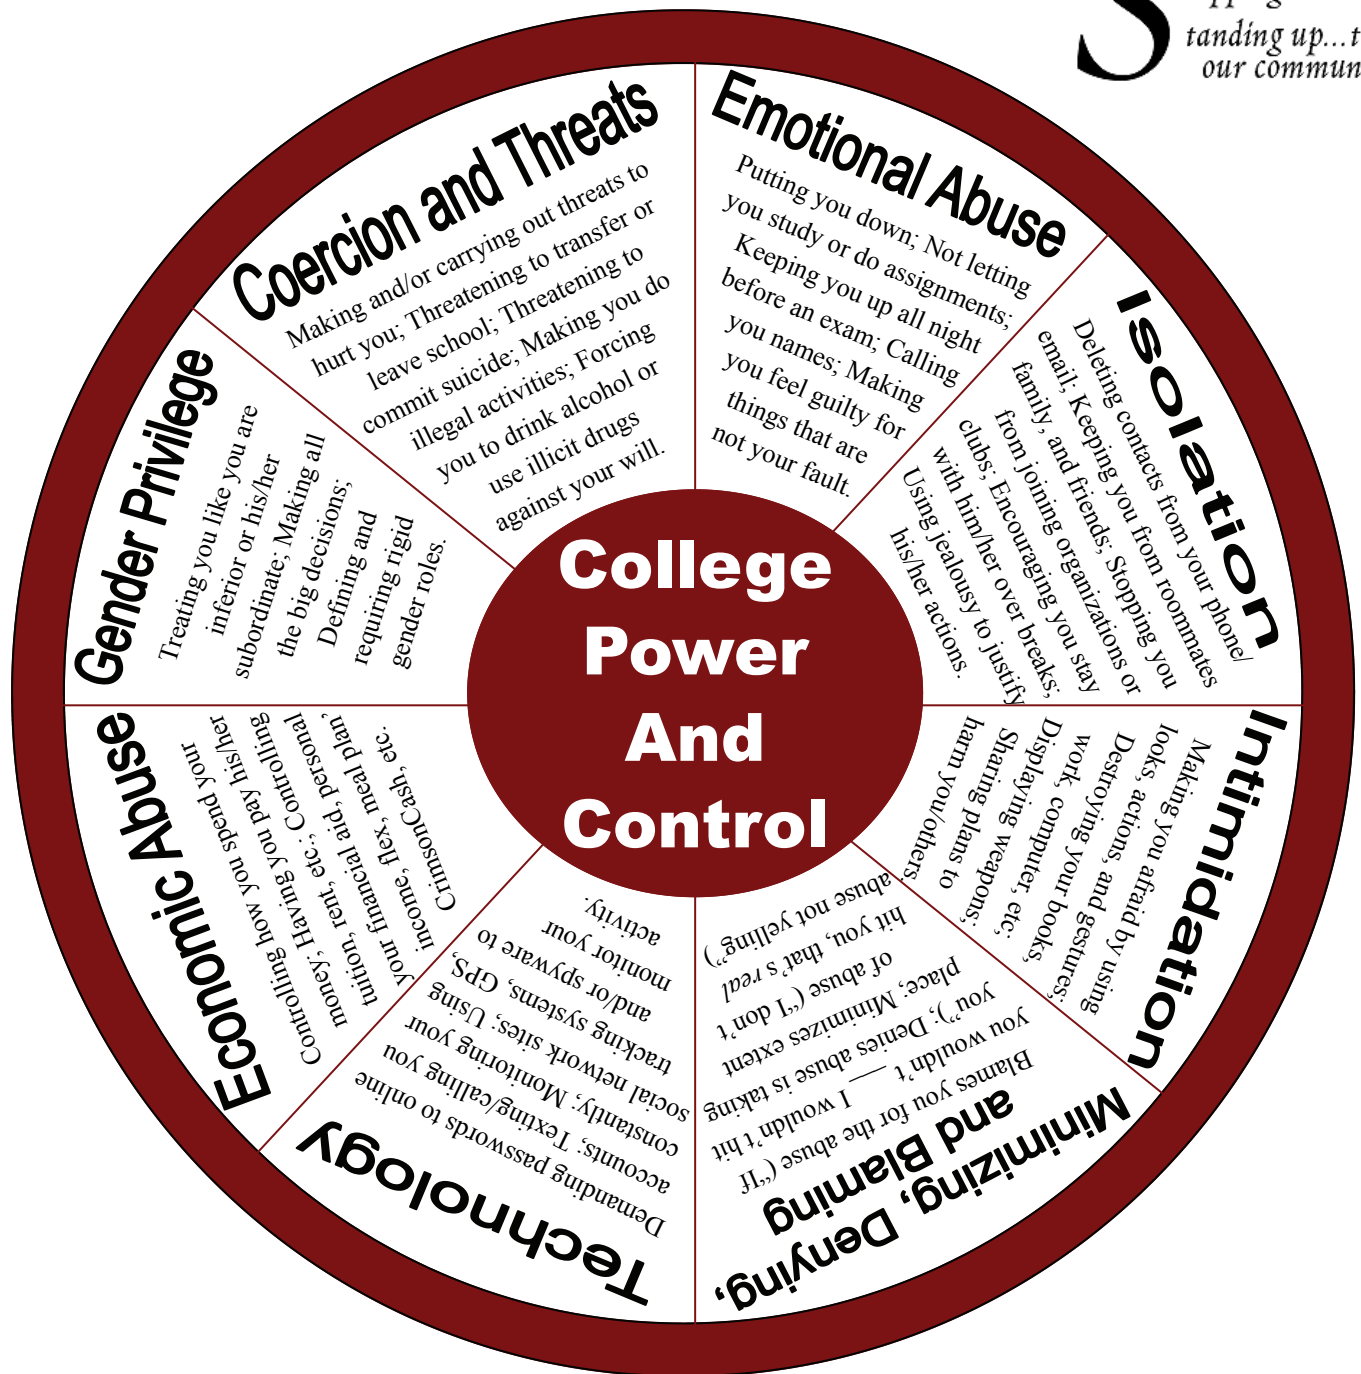 S
tanding up...t
our commun
Coercion and Threats
Making and/or carrying out threats to
hurt you; Threatening to transfer or
leave school; Threatening to
commit suicide; Making you do
illegal activities; Forcing
you to drink alcohol or
use illicit drugs
against your will.
Emotional Abuse
Putting you down; Not letting
you study or do assignments;
Keeping you up all night
before an exam; Calling
you names; Making
you feel guilty for
things that are
not your fault.
Isolation
Deleting contacts from your phone/
email; Keeping you from roommates
family, and friends; Stopping you
from joining organizations or
clubs; Encouraging you stay
with him/her over breaks;
Using jealousy to justify
his/her actions.
Intimidation
Making you afraid by using
looks, actions, and gestures;
Destroying your books,
work, computer, etc;
Displaying weapons;
Sharing plans to
harm you/others.
Minimizing, Denying,
and Blaming
Blames you for the abuse (“If
you wouldn’t ___ I wouldn’t hit
you”); Denies abuse is taking
place; Minimizes extent
of abuse (“I don’t
hit you, that’s real
abuse not yelling”)
Technology
Demanding passwords to online
accounts; Texting/calling you
constantly; Monitoring your
social network sites; Using
tracking systems, GPS,
and/or spyware to
monitor your
activity.
Economic Abuse
Controlling how you spend your
money, Having you pay his/her
tuition, rent, etc.; Controlling
your financial aid, personal
income, flex, meal plan,
CrimsonCash, etc.
Gender Privilege
Treating you like you are
inferior or his/her
subordinate; Making all
the big decisions;
Defining and
requiring rigid
gender roles.
College
Power
And
Control